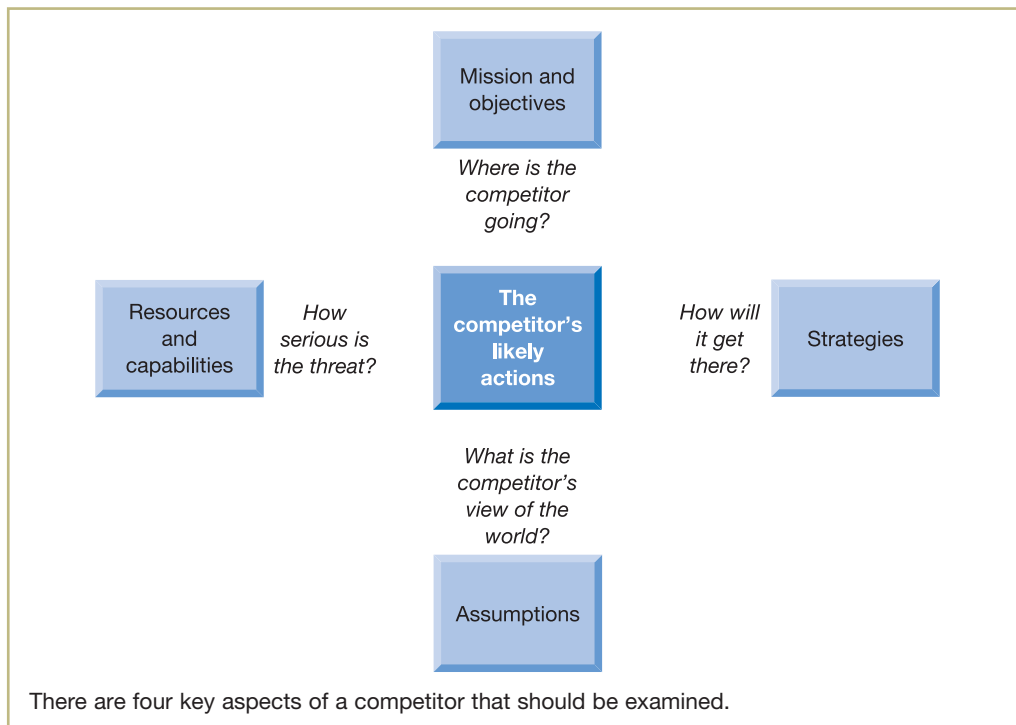 Mission and
objectives
Where is the
competitor
going?
Resources
and
capabilities
How
serious is
the threat?
The
competitor’s
likely
actions
How will
it get
there?
Strategies
What is the
competitor’s
view of the
world?
Assumptions
There are four key aspects of a competitor that should be examined.